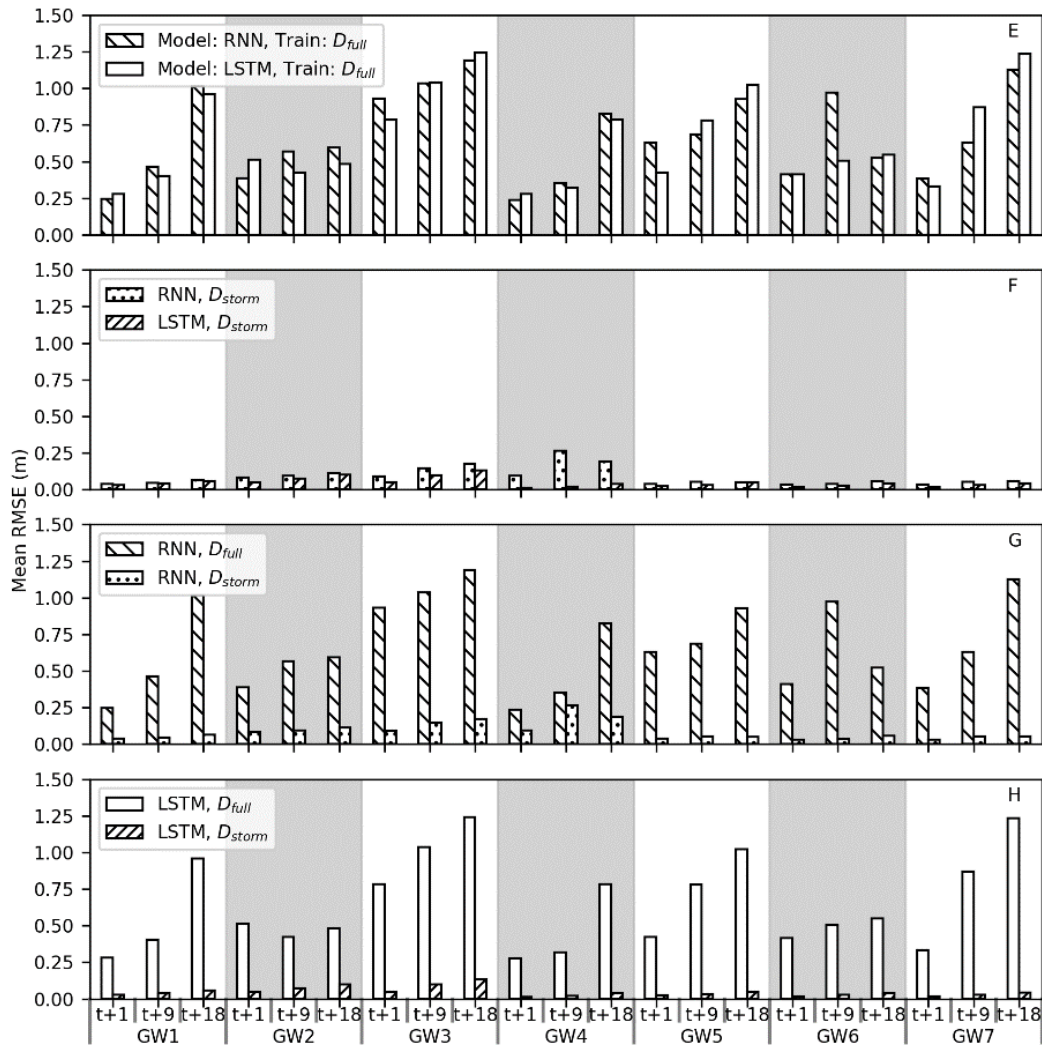 1.50
1.25
1.00
0.75
0.50
0.25
0.00
Model: RNN, Train: D_full
Model: LSTM, Train: D_full
E
1.50
1.25
1.00
0.75
0.50
0.25
0.00
RNN, D_storm
LSTM, D_storm
F
Mean RMSE (m)
1.50
1.25
1.00
0.75
0.50
0.25
0.00
RNN, D_full
RNN, D_storm
G
1.50
1.25
1.00
0.75
0.50
0.25
0.00
LSTM, D_full
LSTM, D_storm
H
t+1 t+9 t+18 t+1 t+9 t+18 t+1 t+9 t+18 t+1 t+9 t+18 t+1 t+9 t+18 t+1 t+9 t+18 t+1 t+9 t+18
GW1 GW2 GW3 GW4 GW5 GW6 GW7